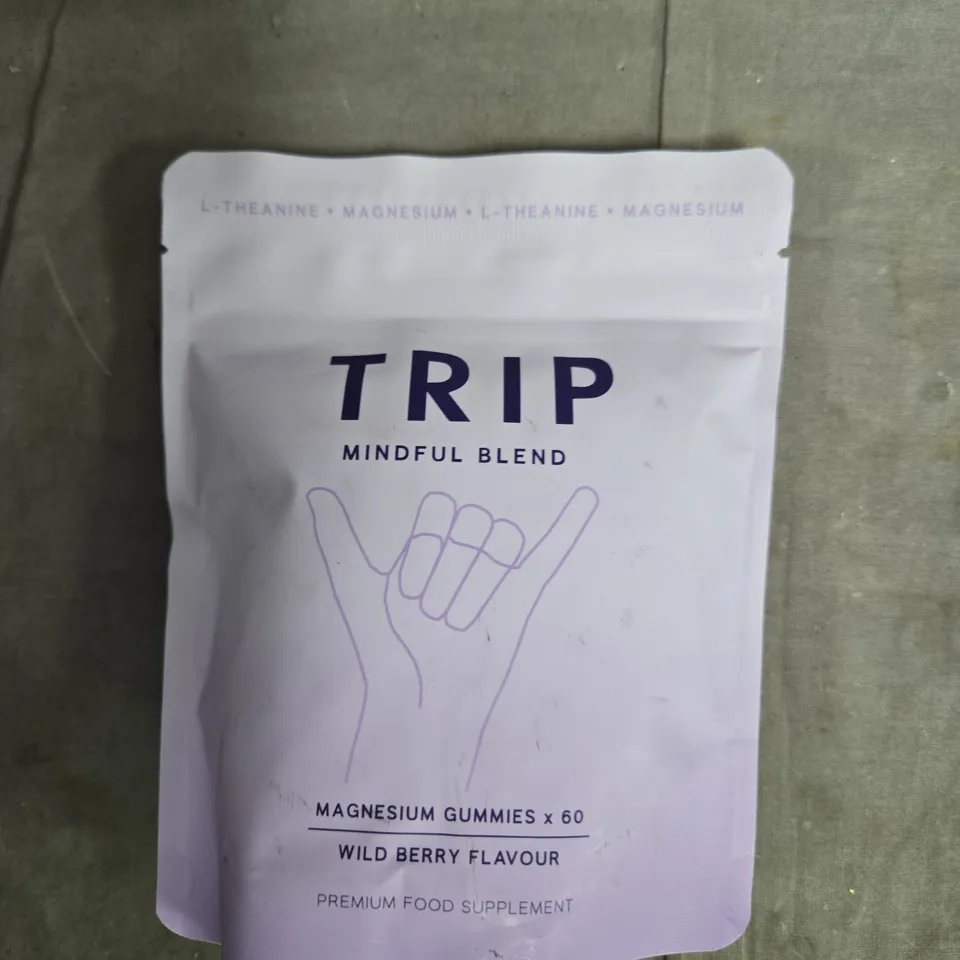 L-THEANINE • MAGNESIUM • L-THEANINE • MAGNESIUM
TRIP
MINDFUL BLEND
MAGNESIUM GUMMIES x 60
WILD BERRY FLAVOUR
PREMIUM FOOD SUPPLEMENT